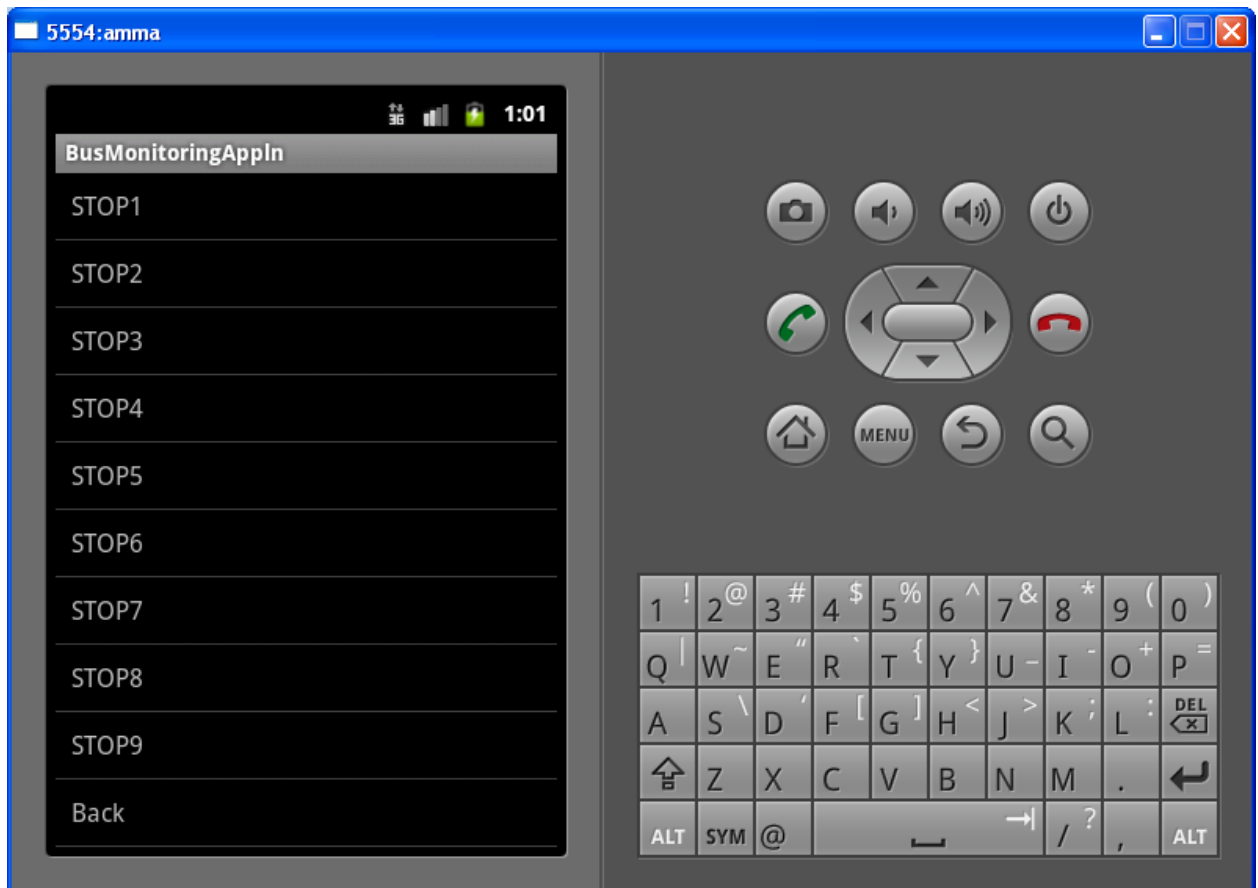 5554:amma
3G 1:01
BusMonitoringAppln
STOP1
STOP2
STOP3
STOP4
STOP5
STOP6
STOP7
STOP8
STOP9
Back
MENU
1 ! 2 @ 3 # 4 $ 5 % 6 ^ 7 & 8 * 9 ( 0 )
Q | W ~ E " R ` T { Y } U _ I - O + P =
A S \ D ' F [ G ] H < J > K ; L : DEL
Z X C V B N M .
ALT SYM @ / ? , ALT